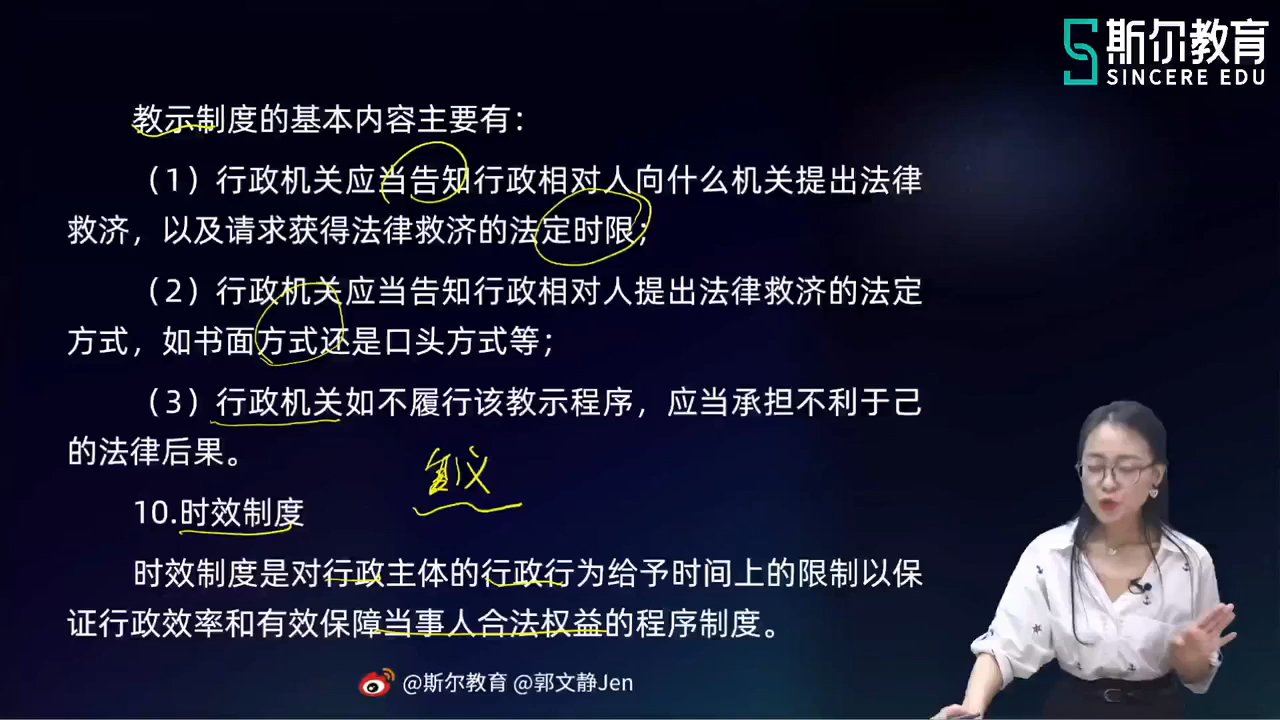 斯尔教育
SINCERE EDU
教示制度的基本内容主要有：
（1）行政机关应当告知行政相对人向什么机关提出法律
救济，以及请求获得法律救济的法定时限；
（2）行政机关应当告知行政相对人提出法律救济的法定
方式，如书面方式还是口头方式等；
（3）行政机关如不履行该教示程序，应当承担不利于己
的法律后果。
复议
10.时效制度
时效制度是对行政主体的行政行为给予时间上的限制以保
证行政效率和有效保障当事人合法权益的程序制度。
@斯尔教育 @郭文静Jen